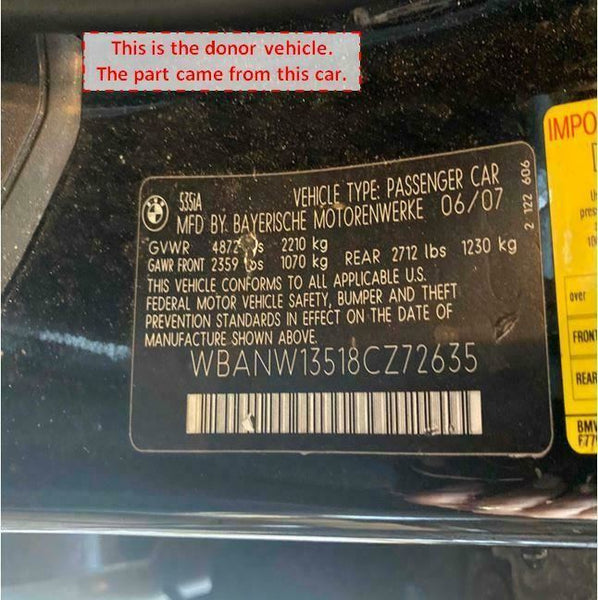 This is the donor vehicle.
The part came from this car.
BMW 535iA VEHICLE TYPE: PASSENGER CAR
MFD BY. BAYERISCHE MOTORENWERKE 06/07
GVWR 4872 2210 kg
GAWR FRONT 2359 lbs 1070 kg REAR 2712 lbs 1230 kg
THIS VEHICLE CONFORMS TO ALL APPLICABLE U.S.
FEDERAL MOTOR VEHICLE SAFETY, BUMPER AND THEFT
PREVENTION STANDARDS IN EFFECT ON THE DATE OF
MANUFACTURE SHOWN ABOVE.
WBANW13518CZ72635
2 122 606
IMPO
over
FRONT
REAR
BMW